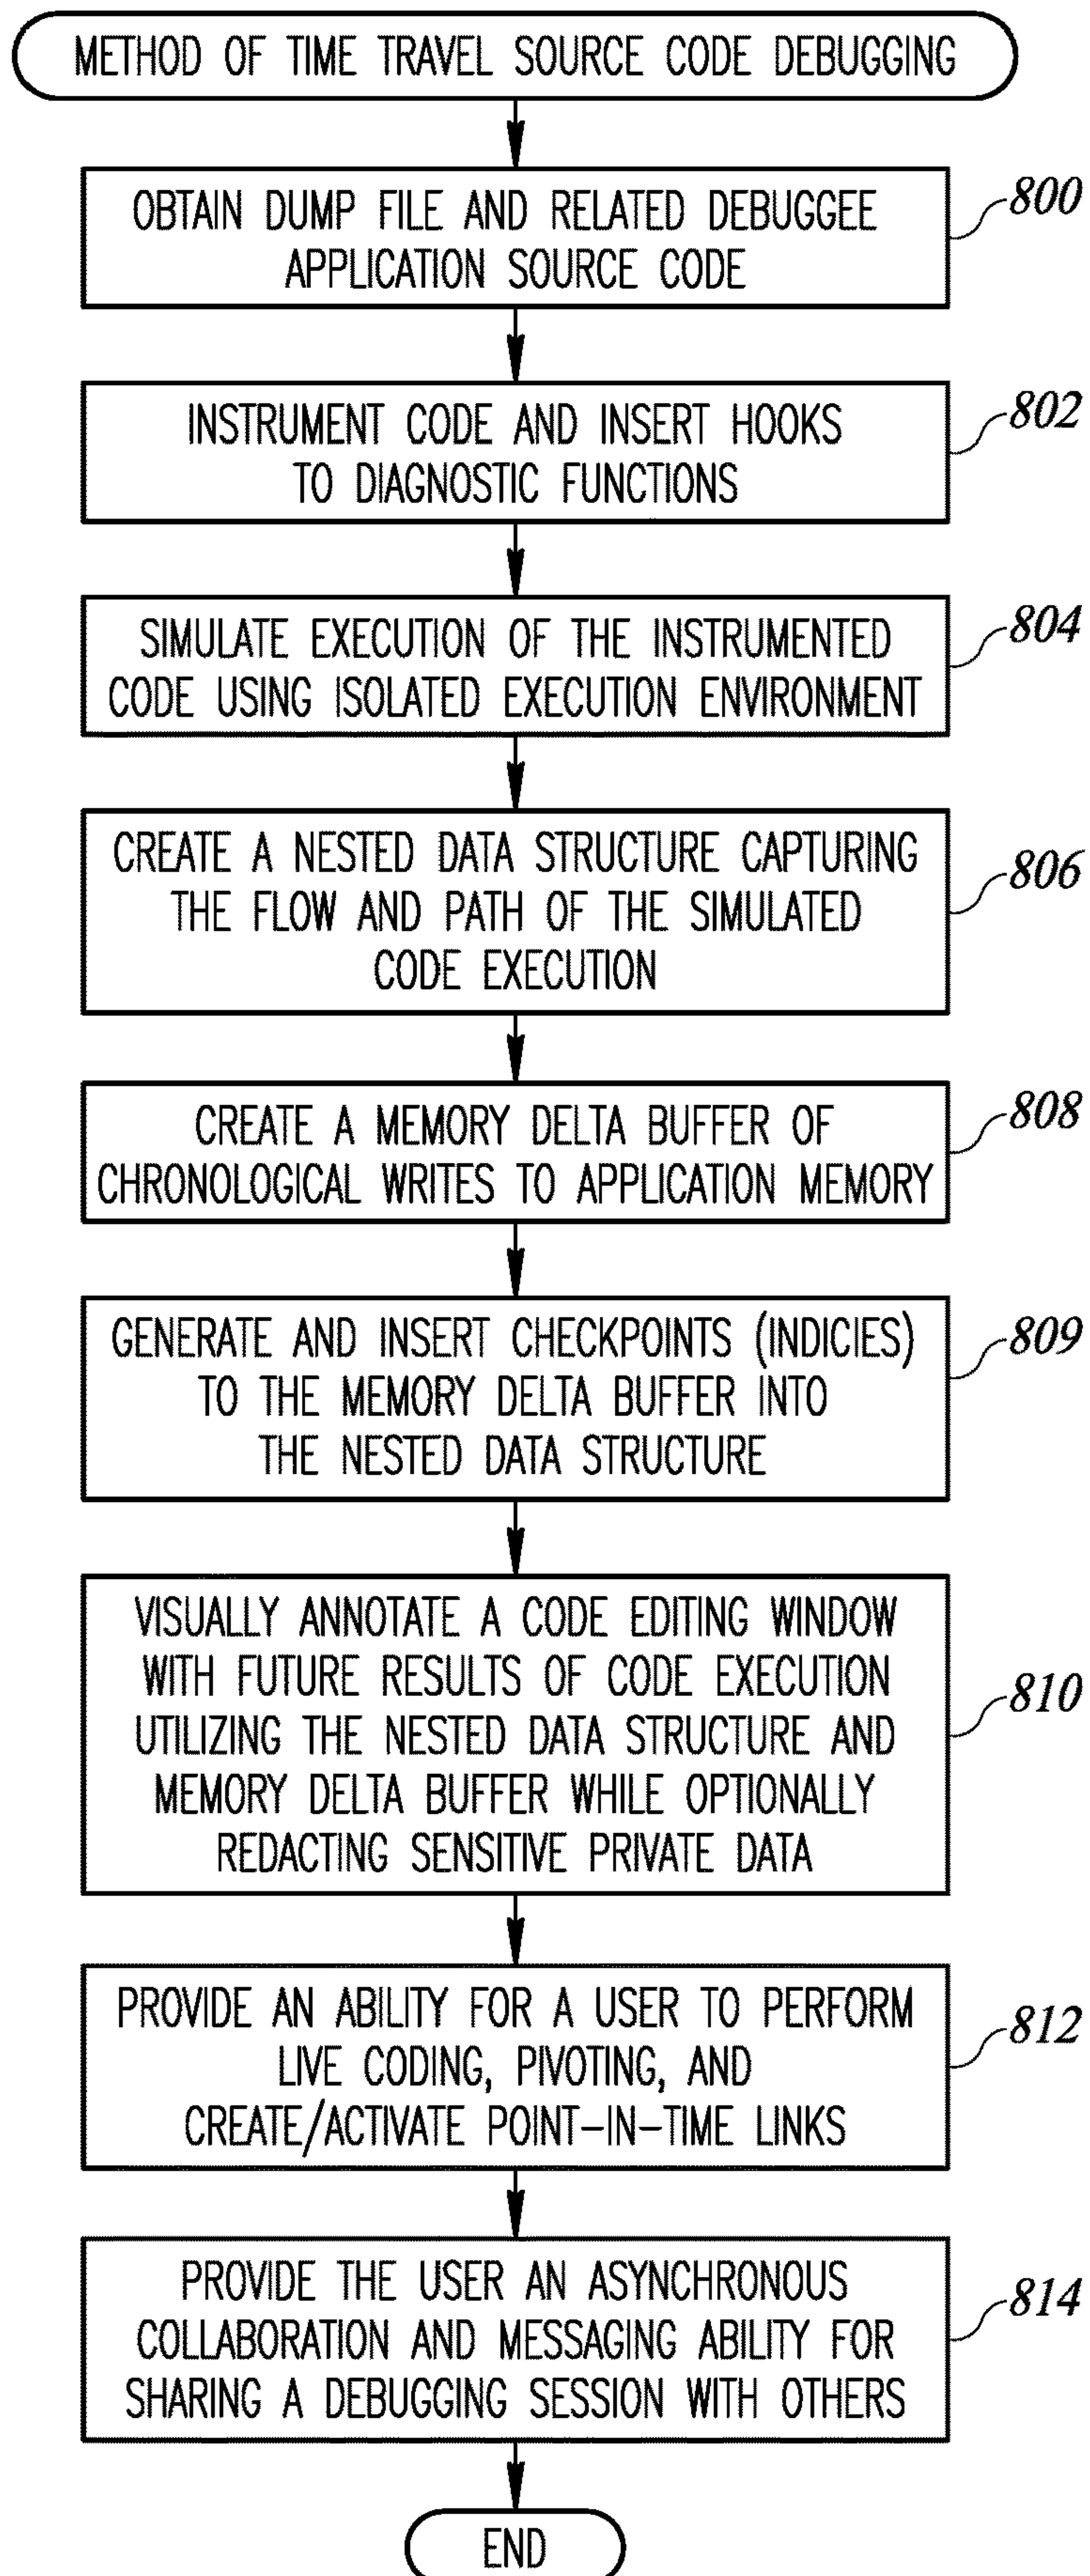 METHOD OF TIME TRAVEL SOURCE CODE DEBUGGING
OBTAIN DUMP FILE AND RELATED DEBUGGEE
APPLICATION SOURCE CODE
800
INSTRUMENT CODE AND INSERT HOOKS
TO DIAGNOSTIC FUNCTIONS
802
SIMULATE EXECUTION OF THE INSTRUMENTED
CODE USING ISOLATED EXECUTION ENVIRONMENT
804
CREATE A NESTED DATA STRUCTURE CAPTURING
THE FLOW AND PATH OF THE SIMULATED
CODE EXECUTION
806
CREATE A MEMORY DELTA BUFFER OF
CHRONOLOGICAL WRITES TO APPLICATION MEMORY
808
GENERATE AND INSERT CHECKPOINTS (INDICIES)
TO THE MEMORY DELTA BUFFER INTO
THE NESTED DATA STRUCTURE
809
VISUALLY ANNOTATE A CODE EDITING WINDOW
WITH FUTURE RESULTS OF CODE EXECUTION
UTILIZING THE NESTED DATA STRUCTURE AND
MEMORY DELTA BUFFER WHILE OPTIONALLY
REDACTING SENSITIVE PRIVATE DATA
810
PROVIDE AN ABILITY FOR A USER TO PERFORM
LIVE CODING, PIVOTING, AND
CREATE/ACTIVATE POINT-IN-TIME LINKS
812
PROVIDE THE USER AN ASYNCHRONOUS
COLLABORATION AND MESSAGING ABILITY FOR
SHARING A DEBUGGING SESSION WITH OTHERS
814
END